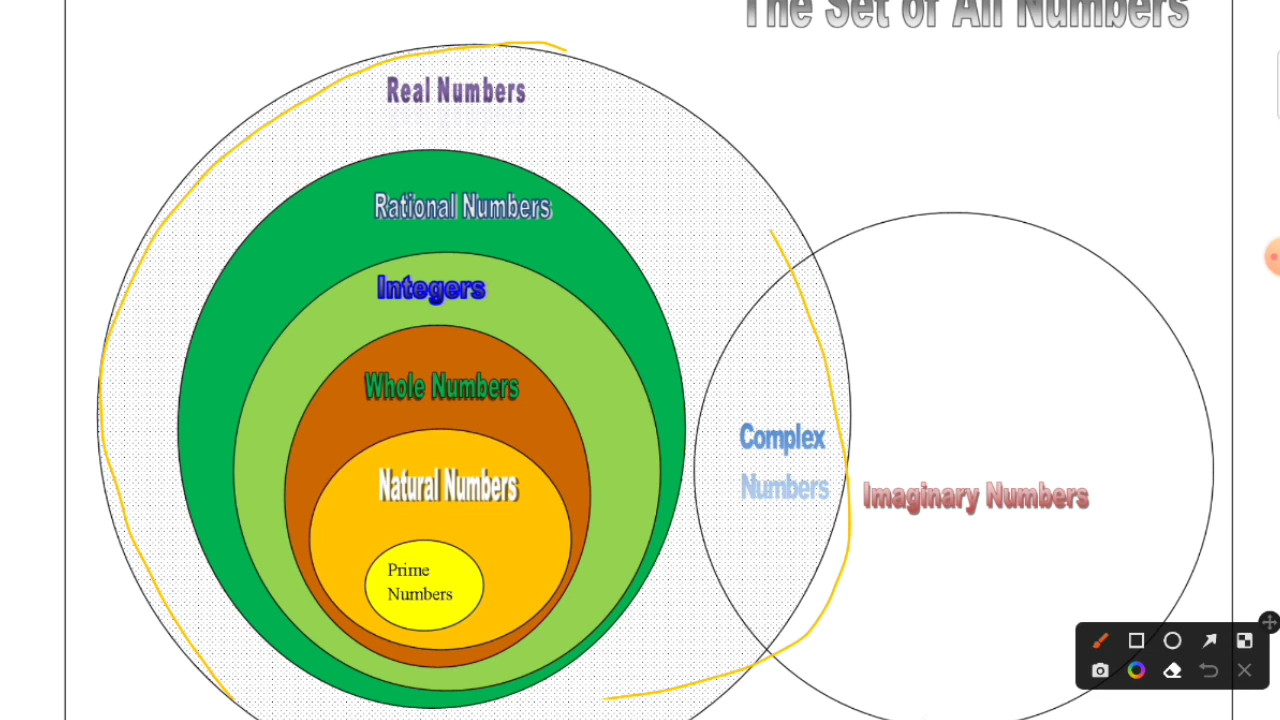 The Set of All Numbers
Real Numbers
Rational Numbers
Integers
Whole Numbers
Natural Numbers
Prime
Numbers
Complex
Numbers
Imaginary Numbers